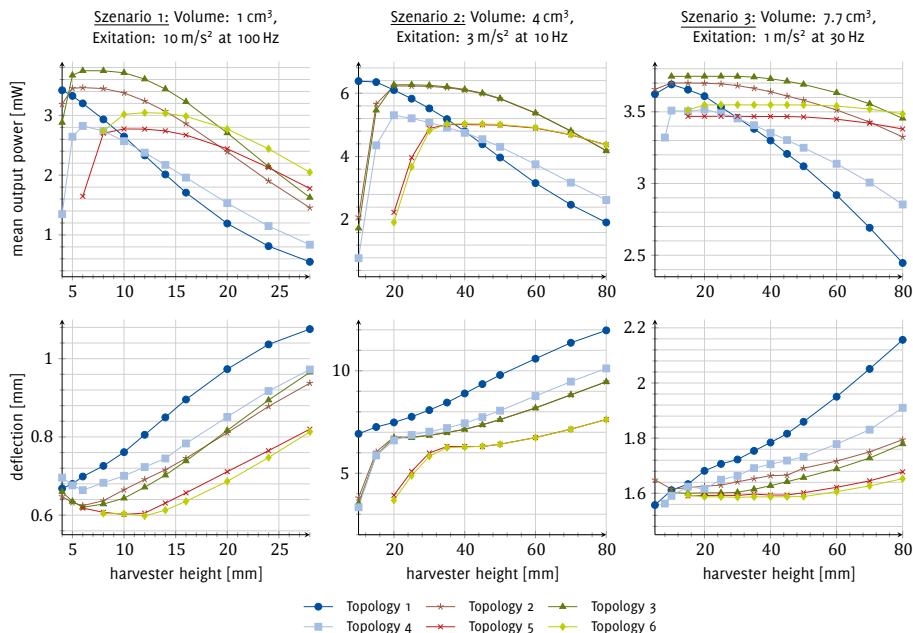 Szenario 1: Volume: 1 cm³,
Exitation: 10 m/s² at 100 Hz
Szenario 2: Volume: 4 cm³,
Exitation: 3 m/s² at 10 Hz
Szenario 3: Volume: 7.7 cm³,
Exitation: 1 m/s² at 30 Hz
mean output power [mW]
3
2
1
5 10 15 20 25
6
4
2
20 40 60 80
3.5
3
2.5
20 40 60 80
deflection [mm]
1
0.8
0.6
5 10 15 20 25
harvester height [mm]
10
5
20 40 60 80
harvester height [mm]
2.2
2
1.8
1.6
20 40 60 80
harvester height [mm]
Topology 1 Topology 2 Topology 3
Topology 4 Topology 5 Topology 6